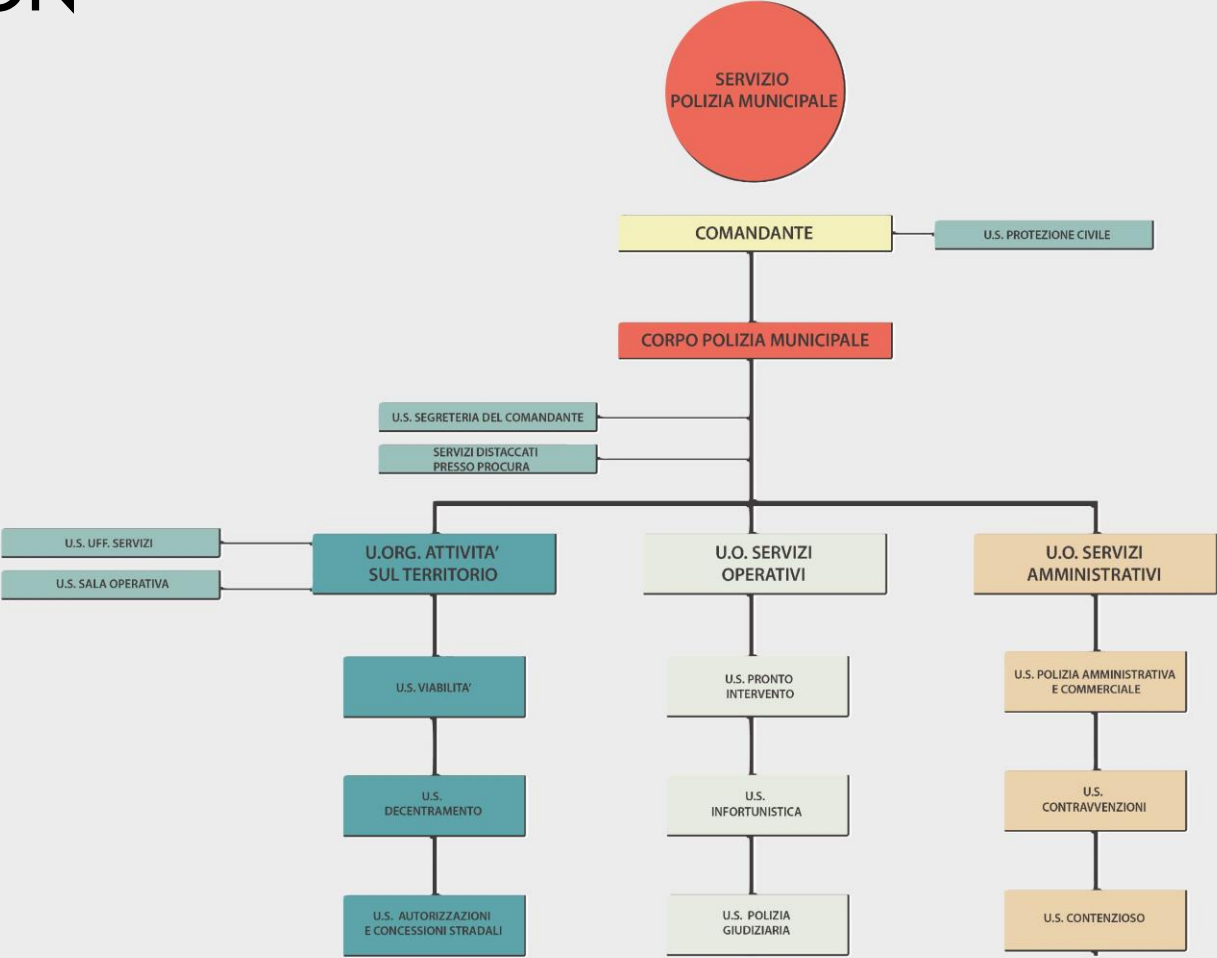 SERVIZIO
POLIZIA MUNICIPALE
COMANDANTE
U.S. PROTEZIONE CIVILE
CORPO POLIZIA MUNICIPALE
U.S. SEGRETERIA DEL COMANDANTE
SERVIZI DISTACCATI
PRESSO PROCURA
U.S. UFF. SERVIZI
U.S. SALA OPERATIVA
U.ORG. ATTIVITA’
SUL TERRITORIO
U.O. SERVIZI
OPERATIVI
U.O. SERVIZI
AMMINISTRATIVI
U.S. VIABILITA’
U.S. PRONTO
INTERVENTO
U.S. POLIZIA AMMINISTRATIVA
E COMMERCIALE
U.S.
DECENTRAMENTO
U.S.
INFORTUNISTICA
U.S.
CONTRAVVENZIONI
U.S. AUTORIZZAZIONI
E CONCESSIONI STRADALI
U.S. POLIZIA
GIUDIZIARIA
U.S. CONTENZIOSO